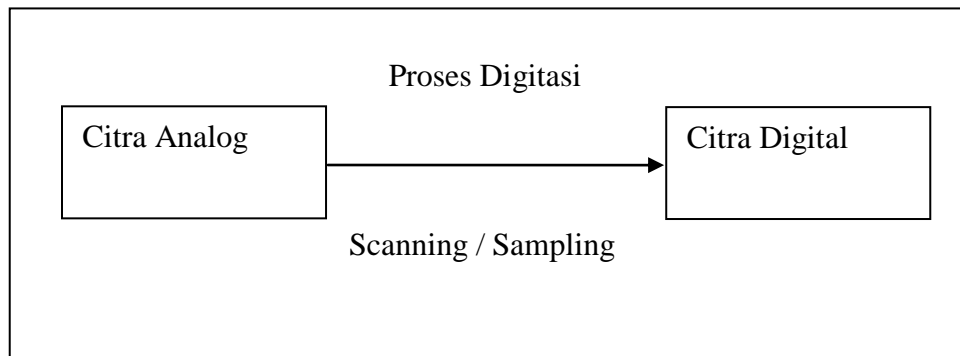 Proses Digitasi
Citra Analog
Citra Digital
Scanning / Sampling